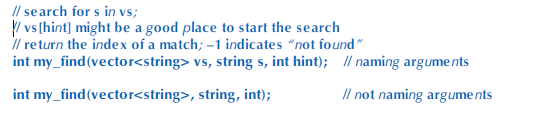 // search for s in vs;
// vs[hint] might be a good place to start the search
// return the index of a match; –1 indicates “not found”
int my_find(vector<string> vs, string s, int hint); // naming arguments
int my_find(vector<string>, string, int); // not naming arguments